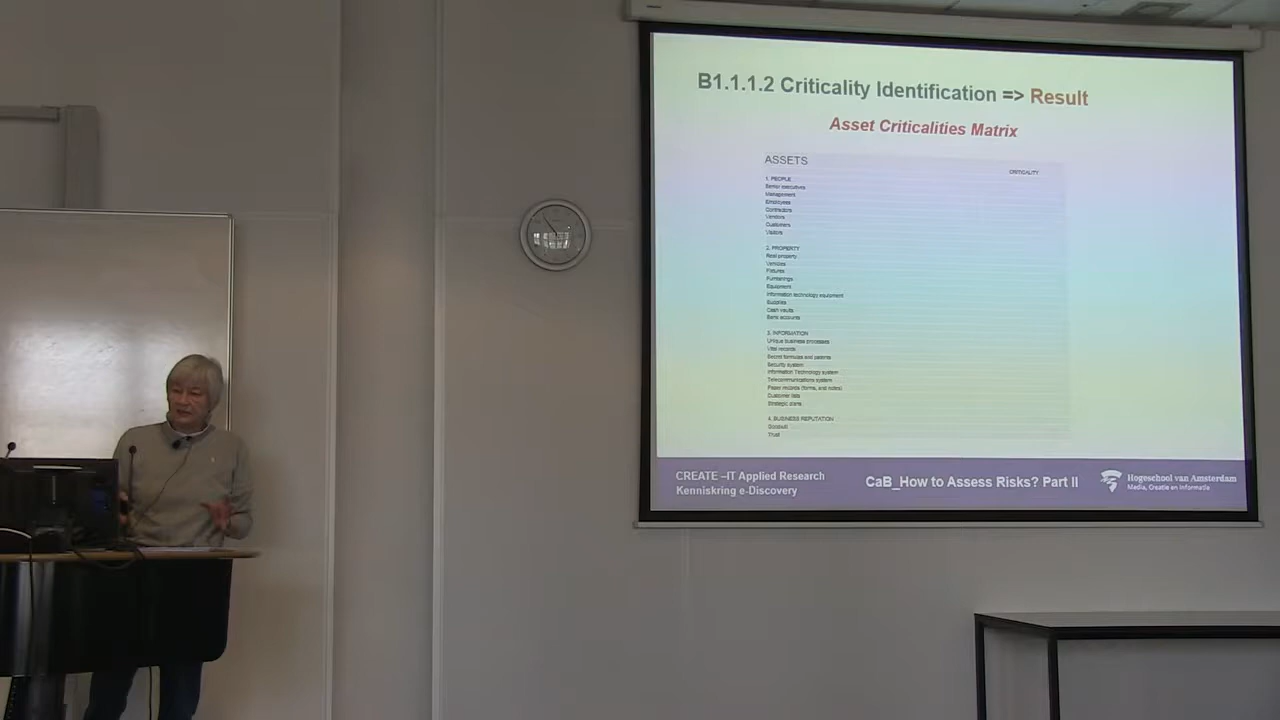 B1.1.1.2 Criticality Identification => Result
Asset Criticalities Matrix
ASSETS
CRITICALITY
1. PEOPLE
Senior executives
Management
Employees
Contractors
Vendors
Customers
Visitors
2. PROPERTY
Real property
Vehicles
Fixtures
Furnishings
Equipment
Information technology equipment
Supplies
Cash vaults
Bank accounts
3. INFORMATION
Unique business processes
Vital records
Secret formulas and patents
Security system
Information Technology system
Telecommunications system
Paper records (forms, and notes)
Customer lists
Strategic plans
4. BUSINESS REPUTATION
Goodwill
Trust
CREATE –IT Applied Research
Kenniskring e-Discovery
CaB_How to Assess Risks? Part II
Hogeschool van Amsterdam
Media, Creatie en Informatie